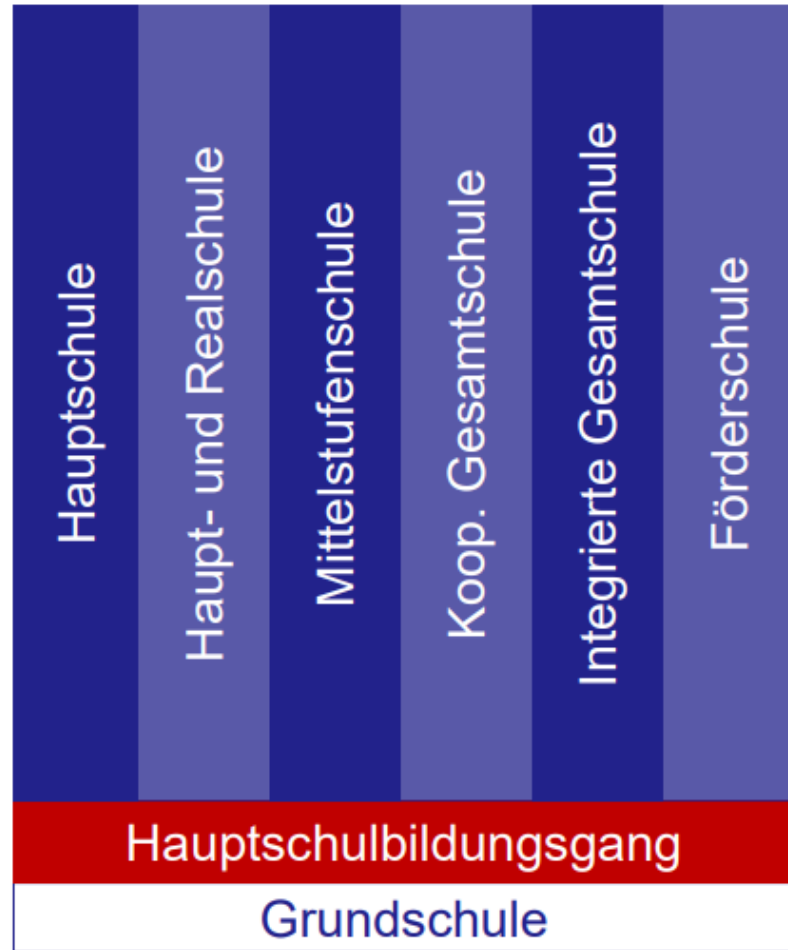 Hauptschule
Haupt- und Realschule
Mittelstufenschule
Koop. Gesamtschule
Integrierte Gesamtschule
Förderschule
Hauptschulbildungsgang
Grundschule